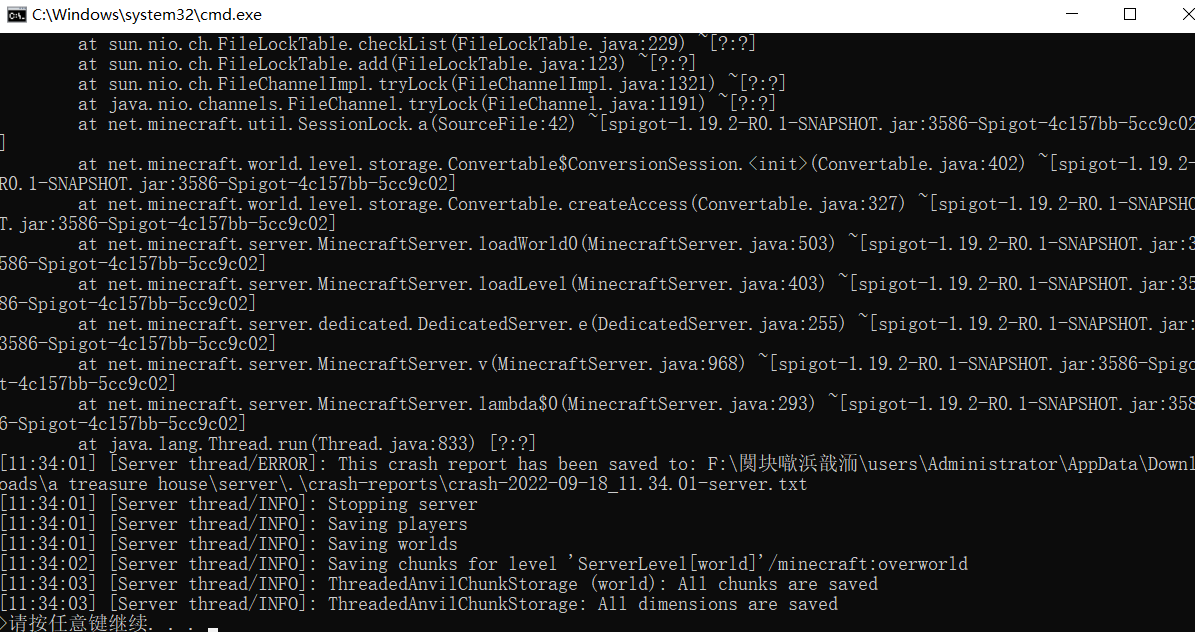 C:\Windows\system32\cmd.exe
at sun.nio.ch.FileLockTable.checkList(FileLockTable.java:229) ~[?:?]
at sun.nio.ch.FileLockTable.add(FileLockTable.java:123) ~[?:?]
at sun.nio.ch.FileChannelImpl.tryLock(FileChannelImpl.java:1321) ~[?:?]
at java.nio.channels.FileChannel.tryLock(FileChannel.java:1191) ~[?:?]
at net.minecraft.util.SessionLock.a(SourceFile:42) ~[spigot-1.19.2-R0.1-SNAPSHOT.jar:3586-Spigot-4c157bb-5cc9c02
]
at net.minecraft.world.level.storage.Convertable$ConversionSession.<init>(Convertable.java:402) ~[spigot-1.19.2-
R0.1-SNAPSHOT.jar:3586-Spigot-4c157bb-5cc9c02]
at net.minecraft.world.level.storage.Convertable.createAccess(Convertable.java:327) ~[spigot-1.19.2-R0.1-SNAPSHO
T.jar:3586-Spigot-4c157bb-5cc9c02]
at net.minecraft.server.MinecraftServer.loadWorld0(MinecraftServer.java:503) ~[spigot-1.19.2-R0.1-SNAPSHOT.jar:3
586-Spigot-4c157bb-5cc9c02]
at net.minecraft.server.MinecraftServer.loadLevel(MinecraftServer.java:403) ~[spigot-1.19.2-R0.1-SNAPSHOT.jar:35
86-Spigot-4c157bb-5cc9c02]
at net.minecraft.server.dedicated.DedicatedServer.e(DedicatedServer.java:255) ~[spigot-1.19.2-R0.1-SNAPSHOT.jar:
3586-Spigot-4c157bb-5cc9c02]
at net.minecraft.server.MinecraftServer.v(MinecraftServer.java:968) ~[spigot-1.19.2-R0.1-SNAPSHOT.jar:3586-Spigo
t-4c157bb-5cc9c02]
at net.minecraft.server.MinecraftServer.lambda$0(MinecraftServer.java:293) ~[spigot-1.19.2-R0.1-SNAPSHOT.jar:358
6-Spigot-4c157bb-5cc9c02]
at java.lang.Thread.run(Thread.java:833) [?:?]
[11:34:01] [Server thread/ERROR]: This crash report has been saved to: F:\閿块噷浜戠洏\users\Administrator\AppData\Downl
oads\a treasure house\server\.\crash-reports\crash-2022-09-18_11.34.01-server.txt
[11:34:01] [Server thread/INFO]: Stopping server
[11:34:01] [Server thread/INFO]: Saving players
[11:34:01] [Server thread/INFO]: Saving worlds
[11:34:02] [Server thread/INFO]: Saving chunks for level 'ServerLevel[world]'/minecraft:overworld
[11:34:03] [Server thread/INFO]: ThreadedAnvilChunkStorage (world): All chunks are saved
[11:34:03] [Server thread/INFO]: ThreadedAnvilChunkStorage: All dimensions are saved
>请按任意键继续. . .